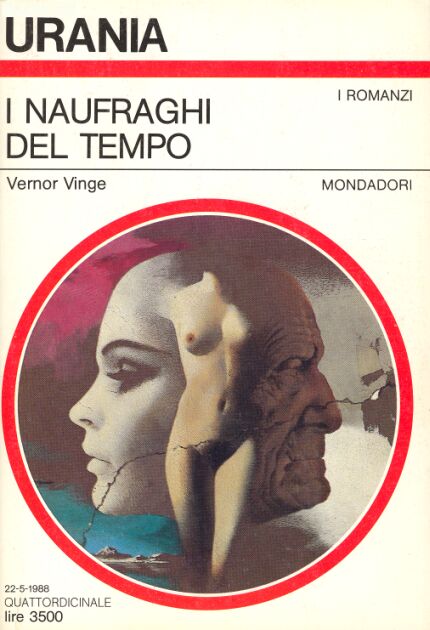 URANIA
I ROMANZI
I NAUFRAGHI
DEL TEMPO
Vernor Vinge
MONDADORI
22-5-1988
QUATTORDICINALE
lire 3500